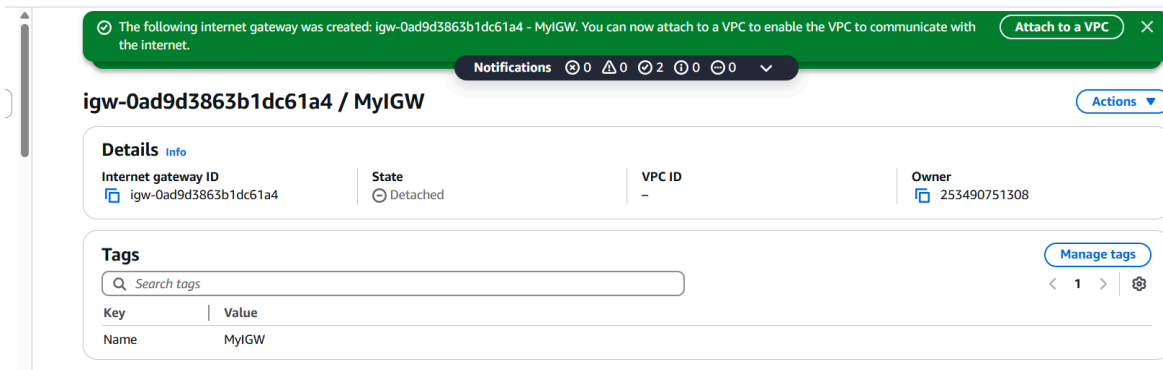 The following internet gateway was created: igw-0ad9d3863b1dc61a4 - MyIGW. You can now attach to a VPC to enable the VPC to communicate with
the internet.
Attach to a VPC
Notifications 0 0 2 0 0
igw-0ad9d3863b1dc61a4 / MyIGW
Actions
Details Info
Internet gateway ID State VPC ID Owner
igw-0ad9d3863b1dc61a4 Detached – 253490751308
Tags
Manage tags
Search tags
1
Key Value
Name MyIGW